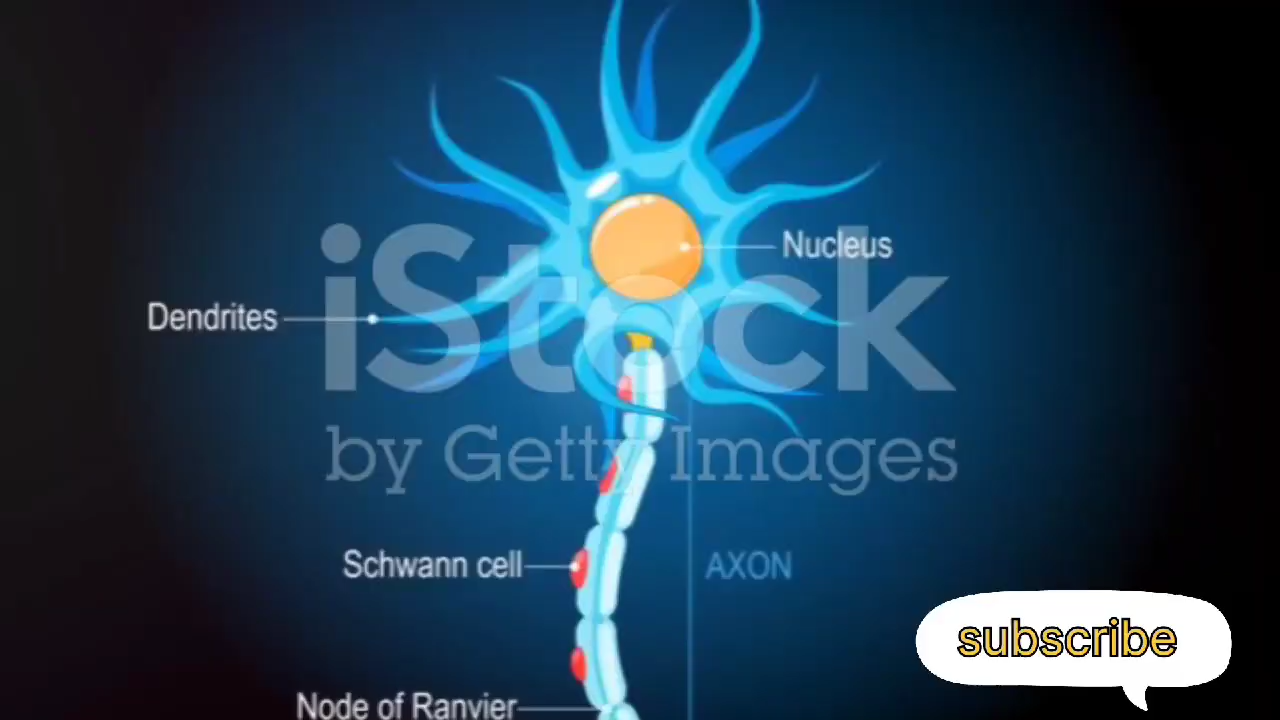 Nucleus
Dendrites
iStock
by Getty Images
Schwann cell
AXON
subscribe
Node of Ranvier